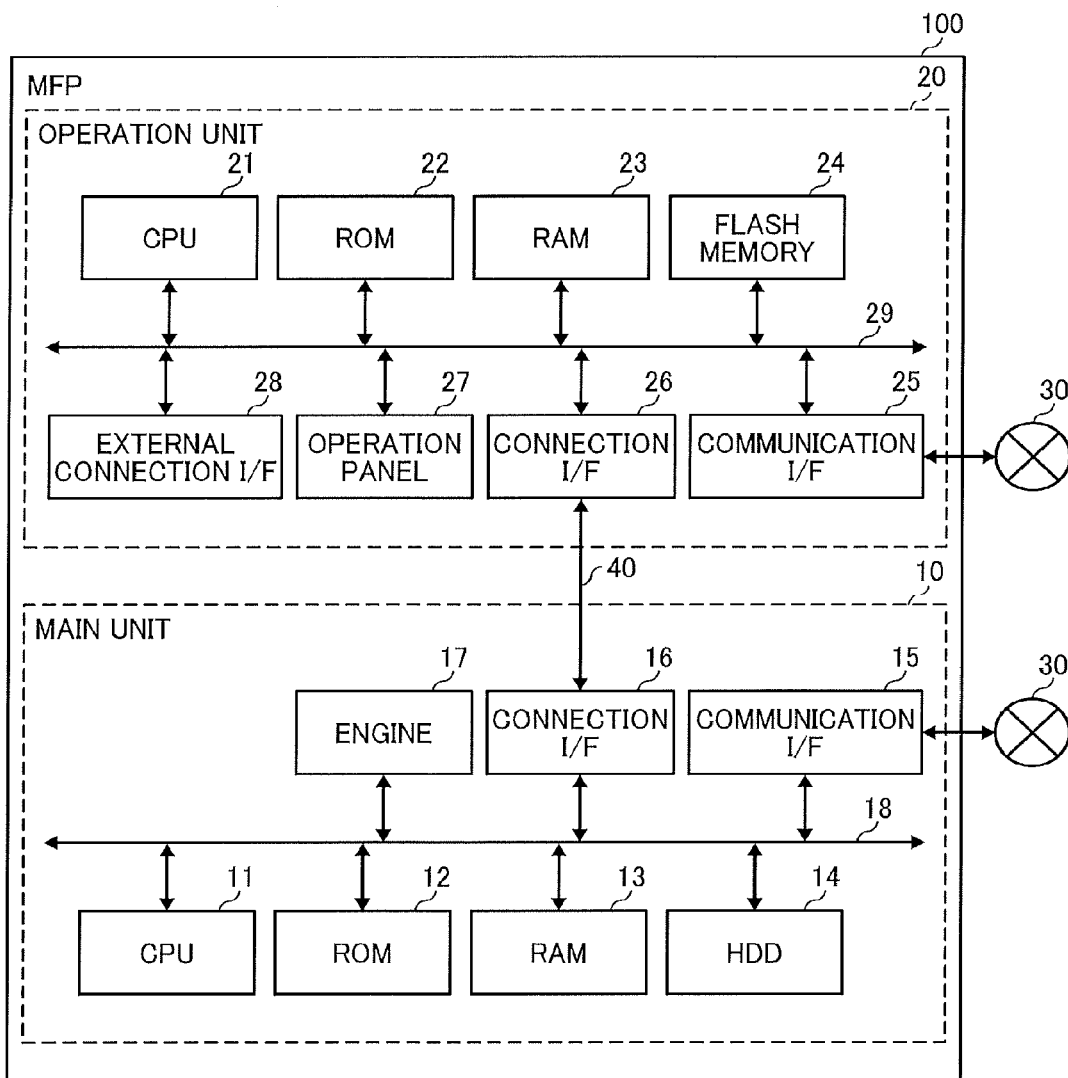 100
MFP
20
OPERATION UNIT
21
22
23
24
CPU
ROM
RAM
FLASH
MEMORY
29
28
27
26
25
30
EXTERNAL
CONNECTION I/F
OPERATION
PANEL
CONNECTION
I/F
COMMUNICATION
I/F
40
10
MAIN UNIT
17
16
15
30
ENGINE
CONNECTION
I/F
COMMUNICATION
I/F
18
11
12
13
14
CPU
ROM
RAM
HDD